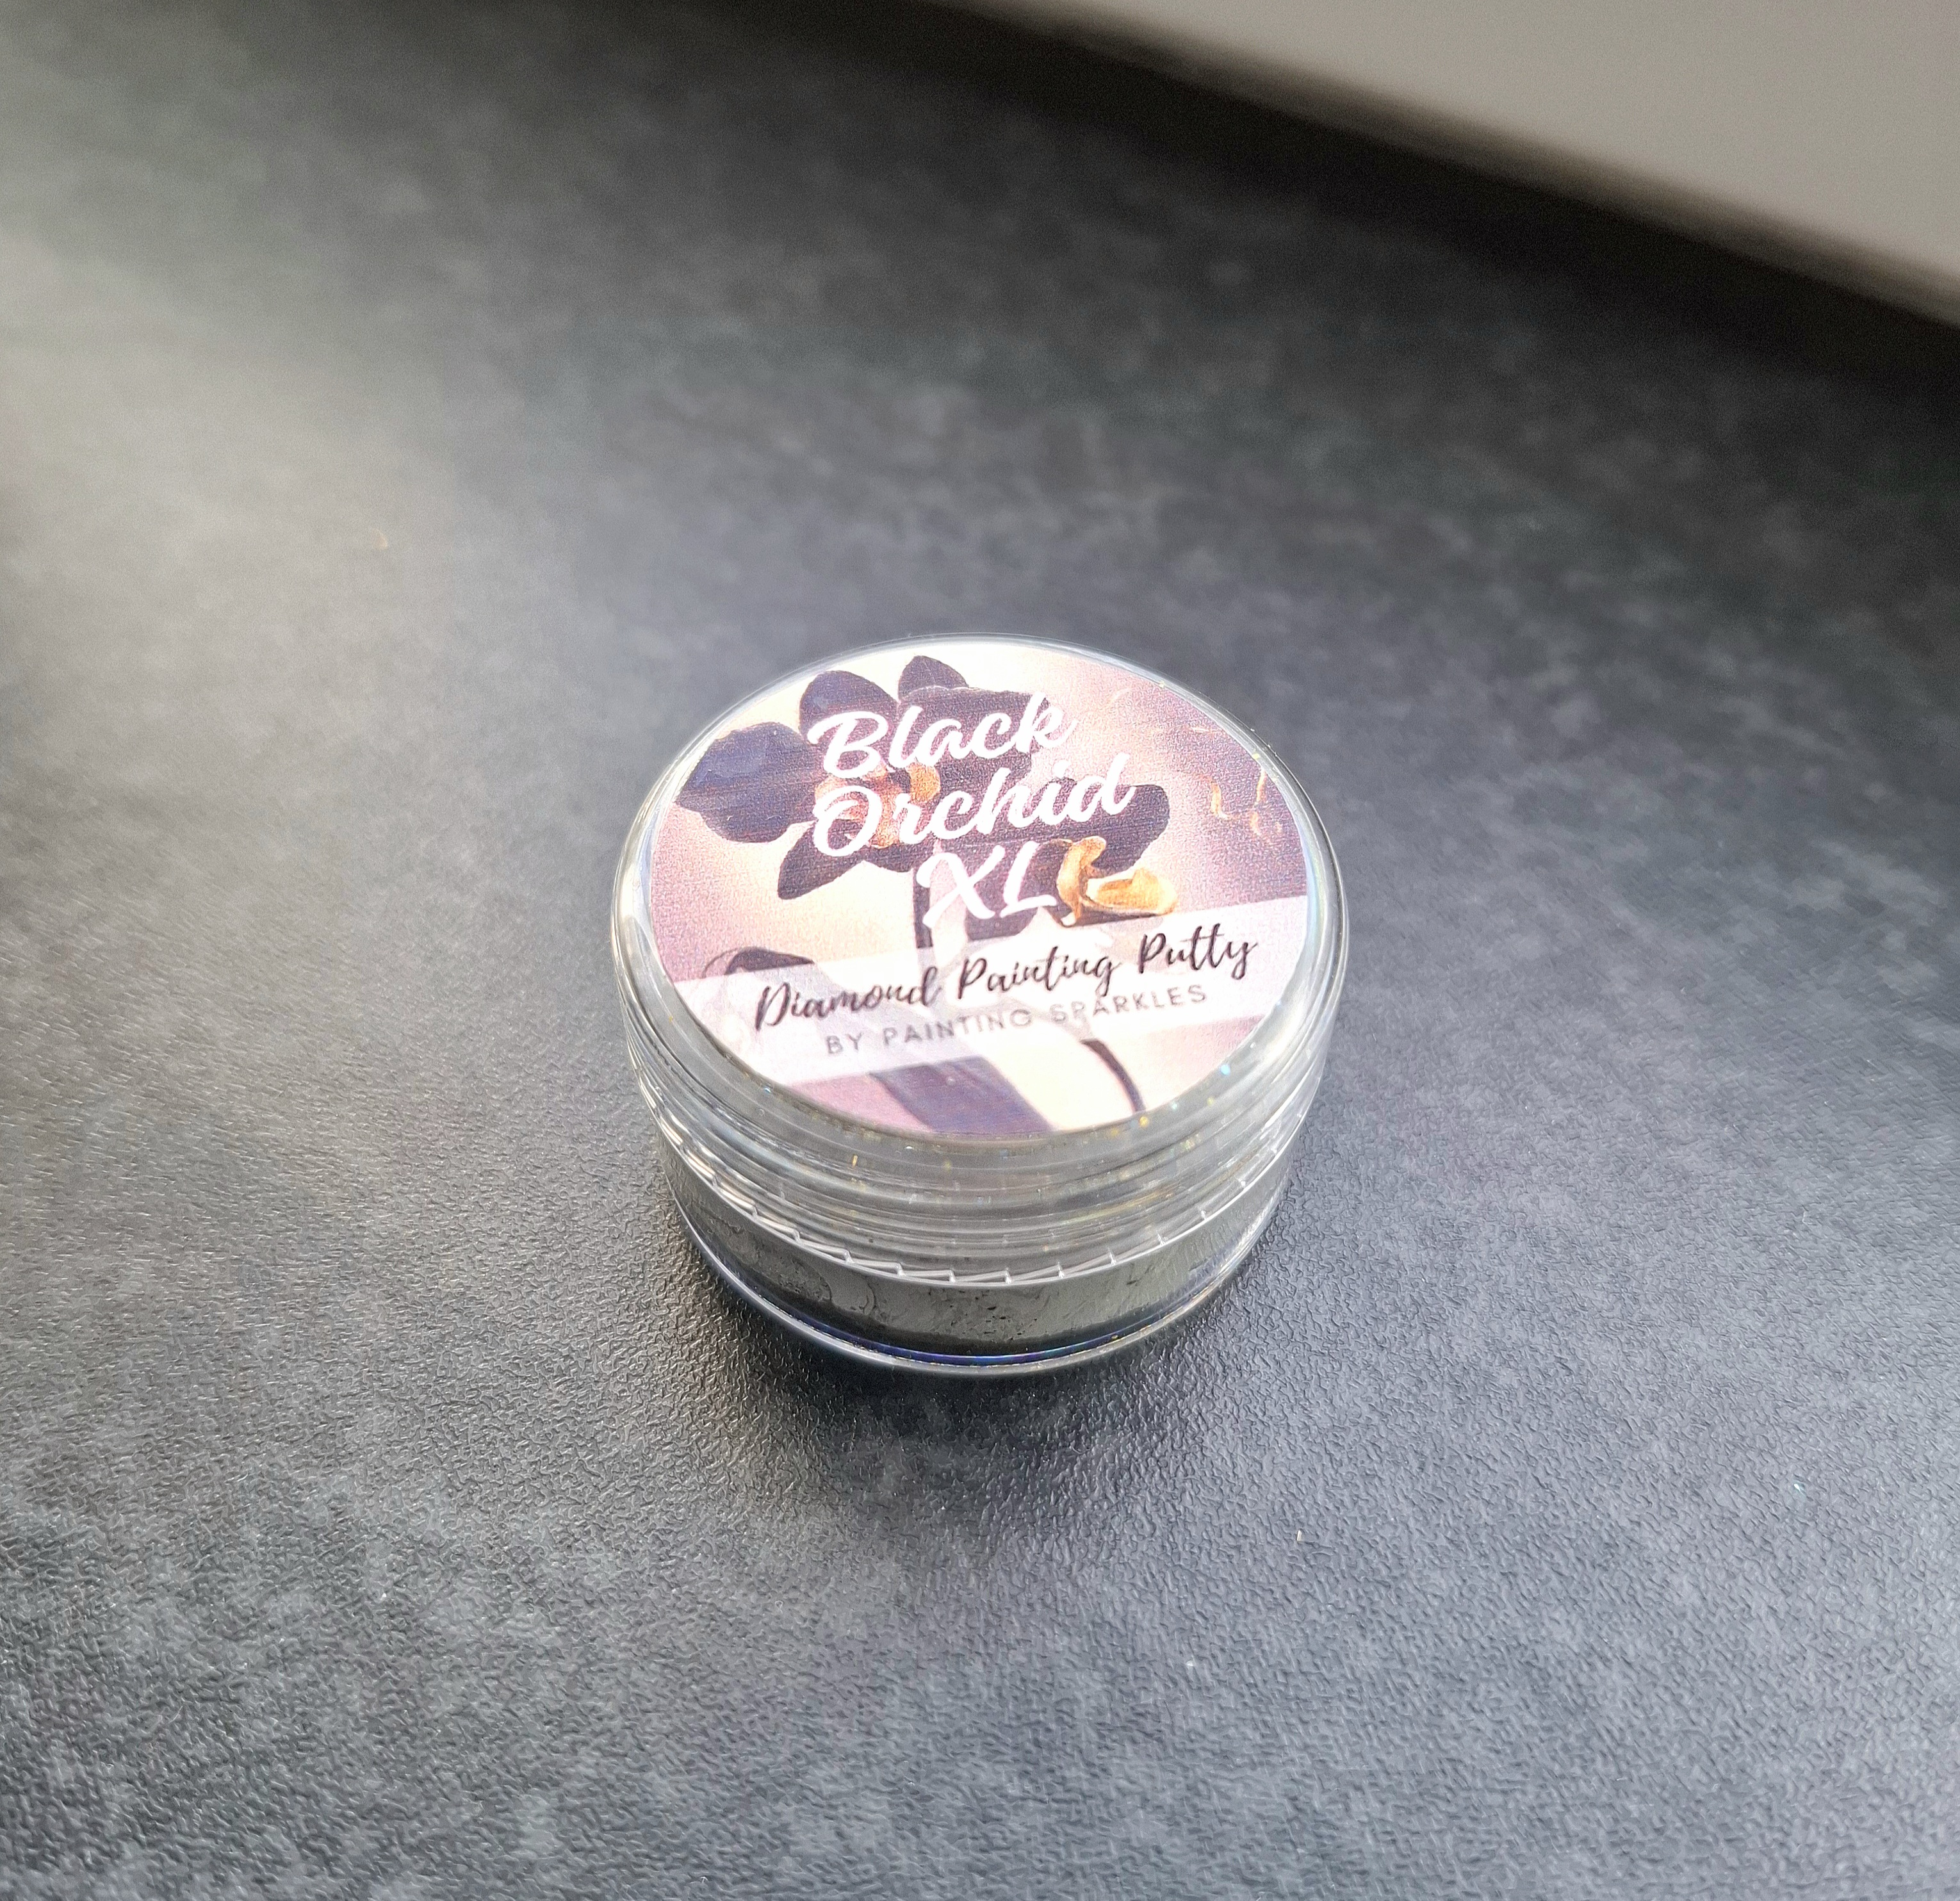 Black
Orchid
XL
Diamond Painting Putty
BY PAINTING SPARKLES